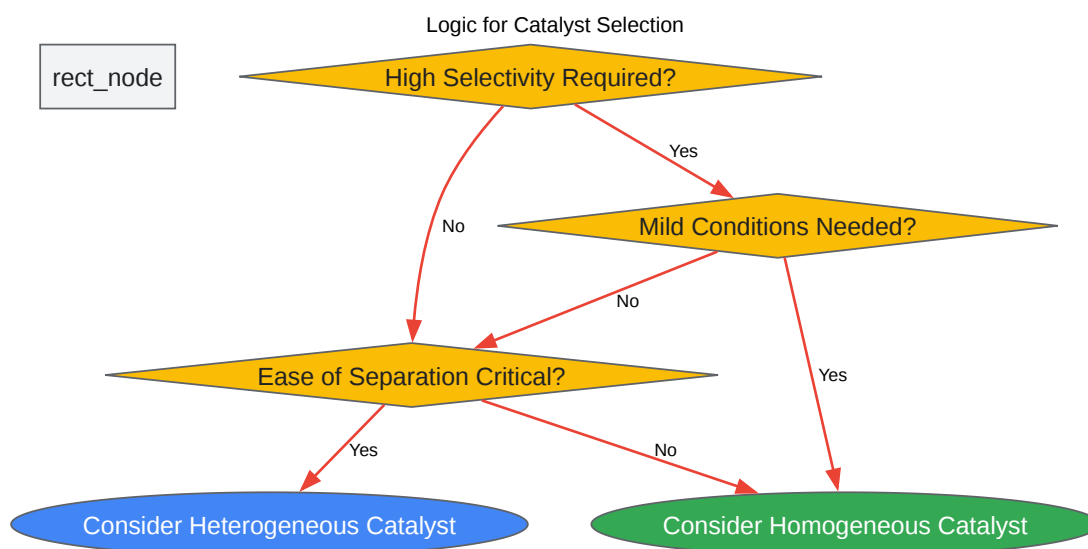 Logic for Catalyst Selection
rect_node
High Selectivity Required?
Yes
Mild Conditions Needed?
No
No
Ease of Separation Critical?
Yes
Yes
No
Consider Heterogeneous Catalyst
Consider Homogeneous Catalyst